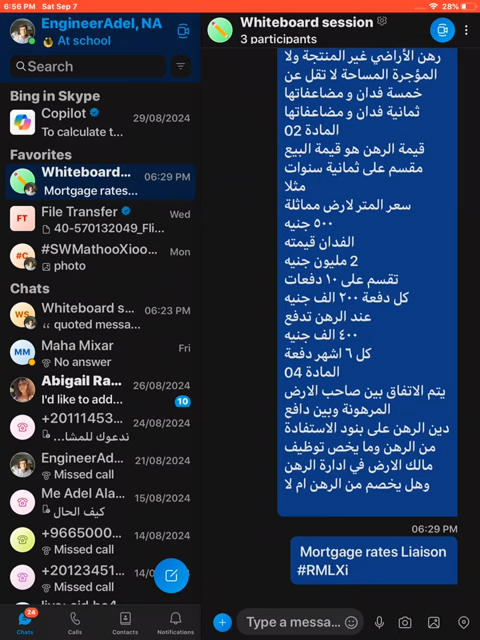 6:56 PM Sat Sep 7
28%
EngineerAdel, NA
At school
Search
Bing in Skype
Copilot
29/08/2024
To calculate t...
Favorites
Whiteboard...
06:29 PM
Mortgage rates...
FT
File Transfer
Wed
40-570132049_Fli...
#C
#SWMathooXioo...
Mon
photo
Chats
WS
Whiteboard s...
06:23 PM
quoted messa...
MM
Maha Mixar
Fri
No answer
Abigail Ra...
26/08/2024
I'd like to add...
10
+20111453...
24/08/2024
ندعوك للمشا...
EngineerAd...
21/08/2024
Missed call
Me Adel Ala...
15/08/2024
كيف الحال
+9665000...
14/08/2024
Missed call
+20123451...
14/0
Missed call
24
Chats
Calls
Contacts
Notifications
Whiteboard session
3 participants
رهن الأراضي غير المنتجة ولا
المؤجرة المساحة لا تقل عن
خمسة فدان و مضاعفاتها
ثمانية فدان و مضاعفاتها
المادة 02
قيمة الرهن هو قيمة البيع
مقسم على ثمانية سنوات
مثلا
سعر المتر لارض مماثلة
٥٠٠ جنيه
الفدان قيمته
2 مليون جنيه
تقسم على ١٠ دفعات
كل دفعة ٢٠٠ الف جنيه
عند الرهن تدفع
٤٠٠ الف جنيه
كل ٦ اشهر دفعة
المادة 04
يتم الاتفاق بين صاحب الارض
المرهونة وبين دافع
دين الرهن على بنود الاستفادة
من الرهن وما يخص توظيف
مالك الارض في ادارة الرهن
وهل يخصم من الرهن ام لا
06:29 PM
Mortgage rates Liaison
#RMLXi
Type a messa...